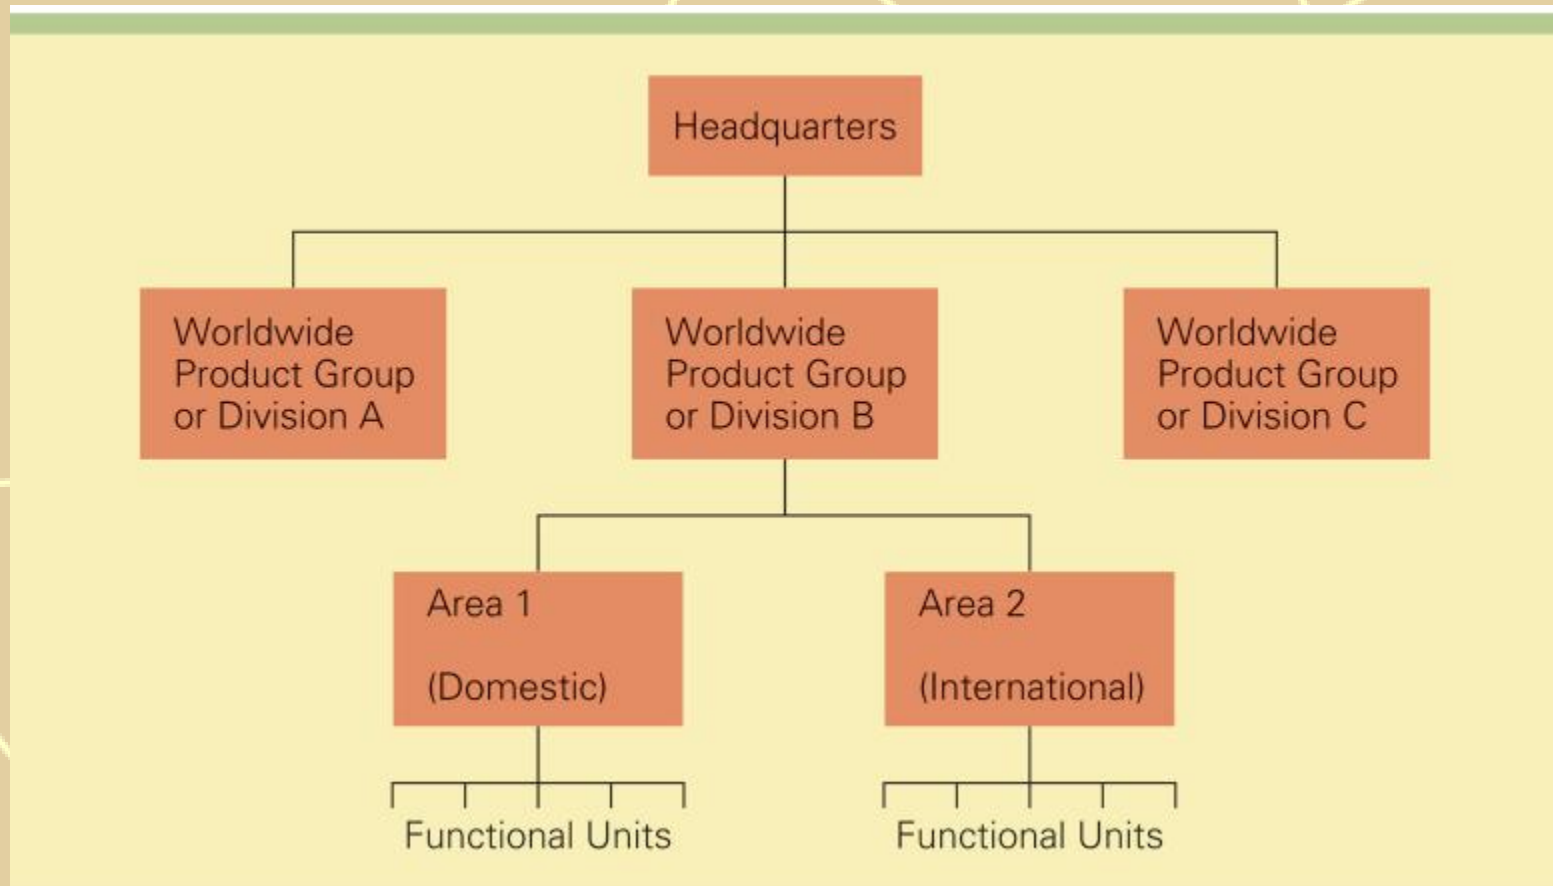 Headquarters
Worldwide
Product Group
or Division A
Worldwide
Product Group
or Division B
Worldwide
Product Group
or Division C
Area 1
(Domestic)
Area 2
(International)
Functional Units
Functional Units